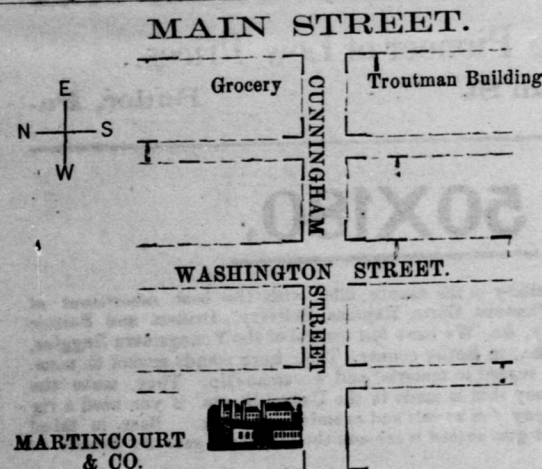 MAIN STREET.
Grocery
Troutman Building
CUNNINGHAM
STREET
E
N S
W
WASHINGTON STREET.
MARTINCOURT
& CO.